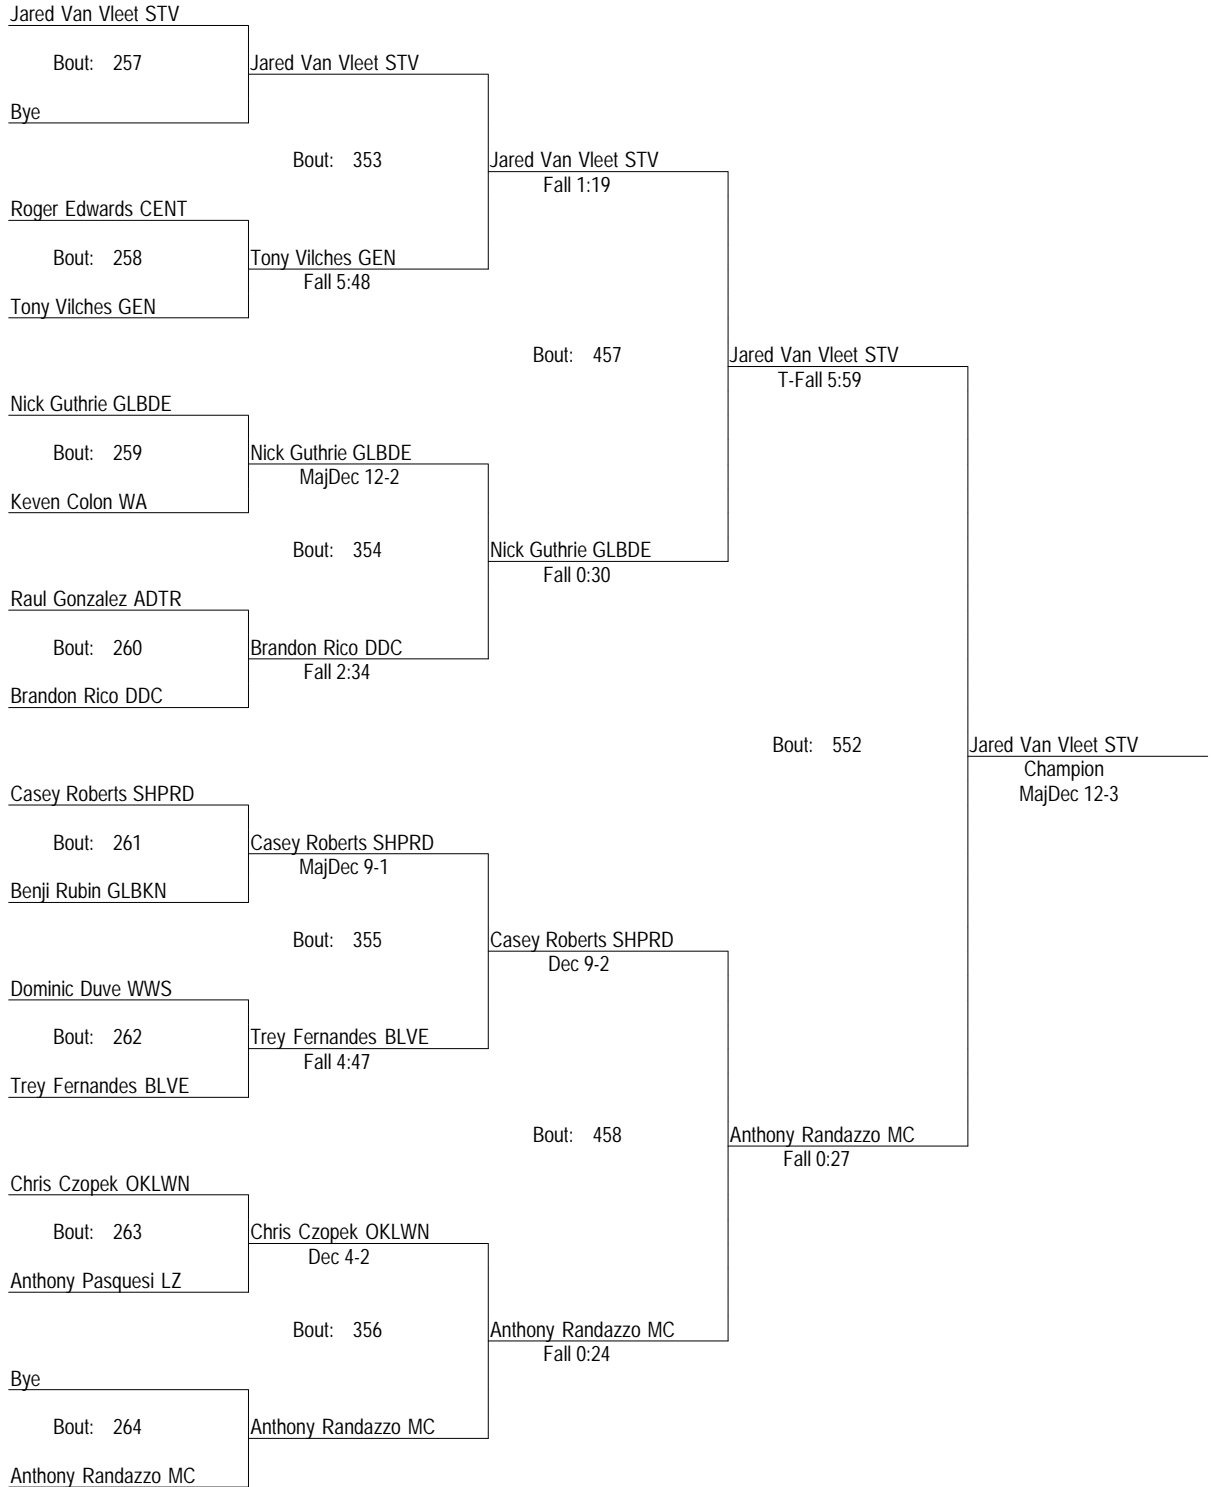 Jared Van Vleet STV
Bout: 257
Jared Van Vleet STV
Bye
Bout: 353
Jared Van Vleet STV
Fall 1:19
Roger Edwards CENT
Bout: 258
Tony Vilches GEN
Fall 5:48
Tony Vilches GEN
Bout: 457
Jared Van Vleet STV
T-Fall 5:59
Nick Guthrie GLBDE
Bout: 259
Nick Guthrie GLBDE
MajDec 12-2
Keven Colon WA
Bout: 354
Nick Guthrie GLBDE
Fall 0:30
Raul Gonzalez ADTR
Bout: 260
Brandon Rico DDC
Fall 2:34
Brandon Rico DDC
Bout: 552
Jared Van Vleet STV
Champion
MajDec 12-3
Casey Roberts SHPRD
Bout: 261
Casey Roberts SHPRD
MajDec 9-1
Benji Rubin GLBKN
Bout: 355
Casey Roberts SHPRD
Dec 9-2
Dominic Duve WWS
Bout: 262
Trey Fernandes BLVE
Fall 4:47
Trey Fernandes BLVE
Bout: 458
Anthony Randazzo MC
Fall 0:27
Chris Czopek OKLWN
Bout: 263
Chris Czopek OKLWN
Dec 4-2
Anthony Pasquesi LZ
Bout: 356
Anthony Randazzo MC
Fall 0:24
Bye
Bout: 264
Anthony Randazzo MC
Anthony Randazzo MC